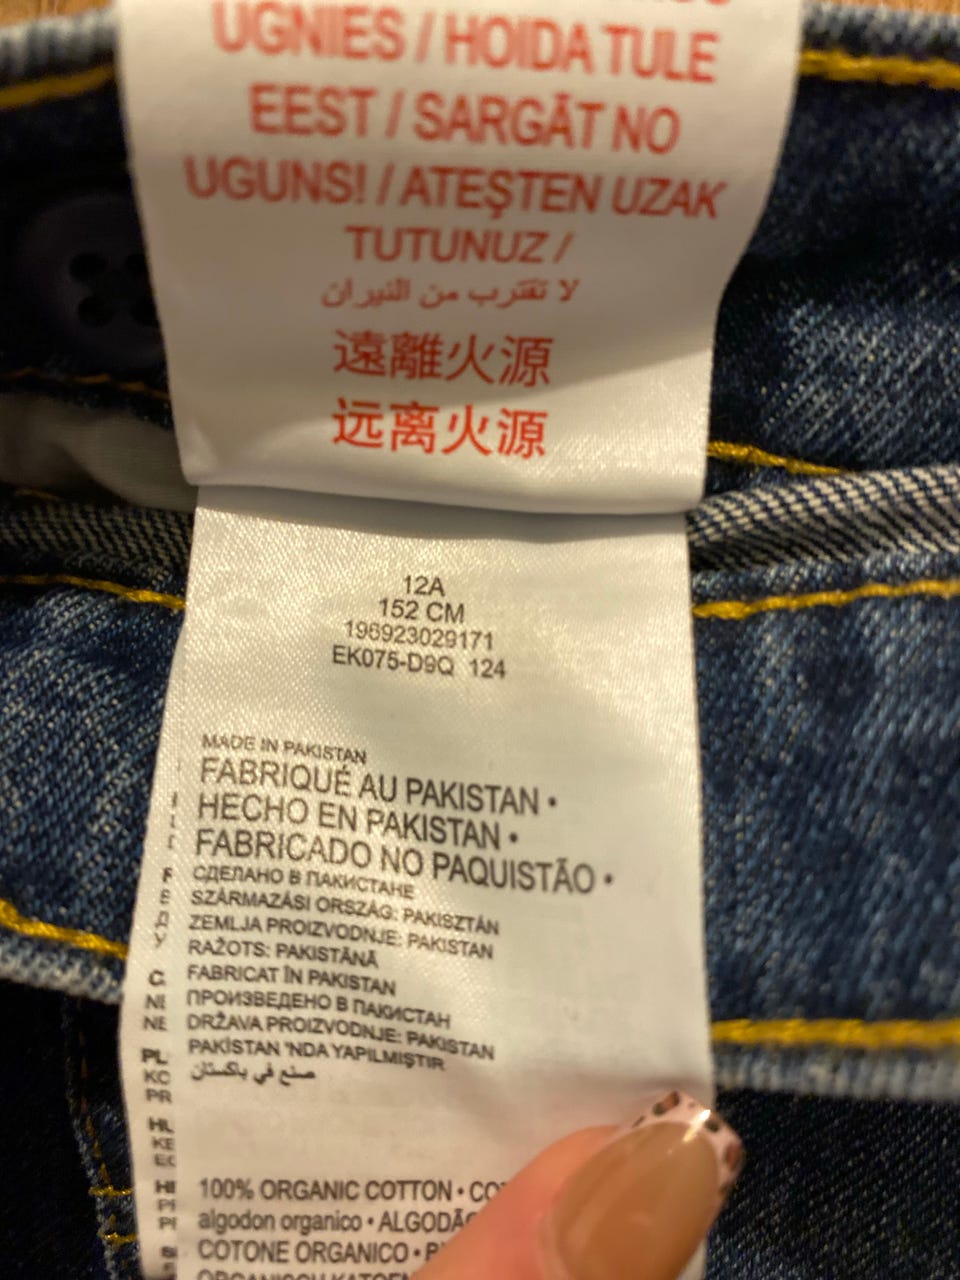 UGNIES / HOIDA TULE
EEST / SARGĀT NO
UGUNS! / ATEŞTEN UZAK
TUTUNUZ /
لا تقترب من النيران
遠離火源
远离火源
12A
152 CM
196923029171
EK075-D9Q 124
MADE IN PAKISTAN
FABRIQUÉ AU PAKISTAN •
HECHO EN PAKISTAN •
FABRICADO NO PAQUISTÃO •
СДЕЛАНО В ПАКИСТАНЕ
SZÁRMAZÁSI ORSZÁG: PAKISZTÁN
ZEMLJA PROIZVODNJE: PAKISTAN
RAŽOTS: PAKISTĀNĀ
FABRICAT ÎN PAKISTAN
ПРОИЗВЕДЕНО В ПАКИСТАН
DRŽAVA PROIZVODNJE: PAKISTAN
PAKİSTAN 'NDA YAPILMIŞTIR
صنع في باكستان
100% ORGANIC COTTON •
algodon organico •
COTONE ORGANICO •